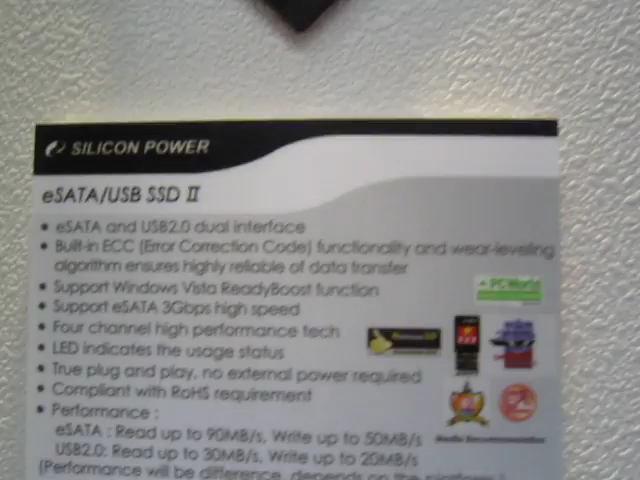 SILICON POWER
eSATA/USB SSD II
• eSATA and USB2.0 dual interface
• Built-in ECC (Error Correction Code) functionality and wear-leveling
algorithm ensures highly reliable of data transfer
• Support Windows Vista ReadyBoost function
PCWorld
• Support eSATA 3Gbps high speed
• Four channel high performance tech
• LED indicates the usage status
• True plug and play, no external power required
• Compliant with RoHS requirement
• Performance :
eSATA : Read up to 90MB/s, Write up to 50MB/s
Media Recommendation
USB2.0: Read up to 30MB/s, Write up to 20MB/s
(Performance will be difference, depends on the platform